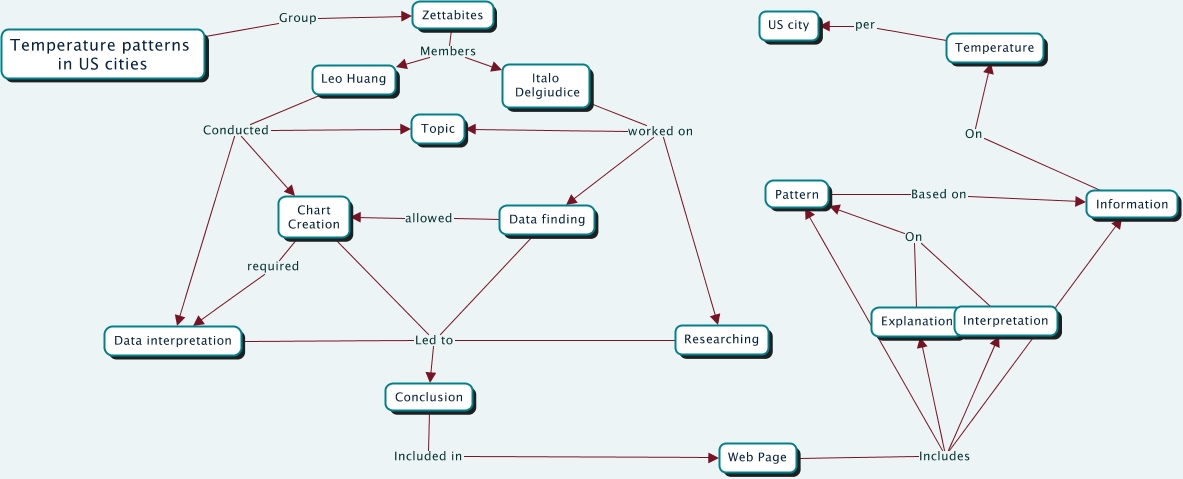 Zettabites
Group
US city
per
Temperature patterns
in US cities
Temperature
Members
Leo Huang
Italo
Delgiudice
Conducted
Topic
worked on
On
Pattern
Based on
Information
Chart
Creation
allowed
Data finding
On
required
Explanation
Interpretation
Data interpretation
Led to
Researching
Conclusion
Included in
Web Page
Includes